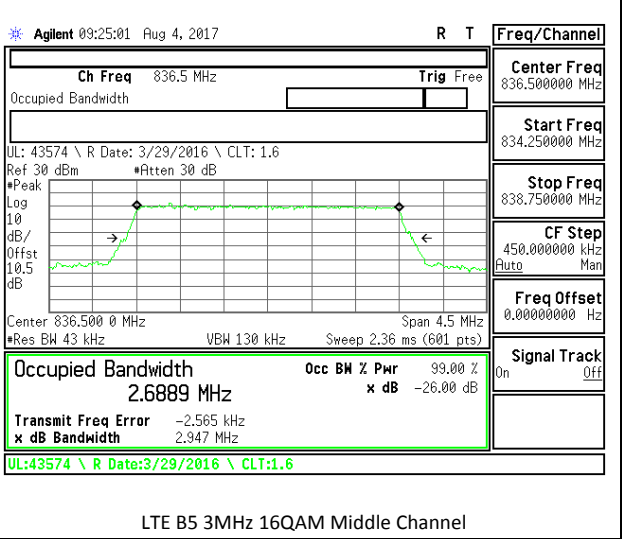 Agilent 09:25:01 Aug 4, 2017 R T Freq/Channel
Ch Freq 836.5 MHz Trig Free
Occupied Bandwidth
Center Freq
836.500000 MHz
Start Freq
834.250000 MHz
UL: 43574 \ R Date: 3/29/2016 \ CLT: 1.6
Ref 30 dBm #Atten 30 dB
#Peak
Log
10
dB/
Offst
10.5
dB
Stop Freq
838.750000 MHz
CF Step
450.000000 kHz
Auto Man
Freq Offset
0.00000000 Hz
Center 836.500 0 MHz Span 4.5 MHz
#Res BW 43 kHz VBW 130 kHz Sweep 2.36 ms (601 pts)
Signal Track
On Off
Occupied Bandwidth Occ BW % Pwr 99.00 %
2.6889 MHz x dB -26.00 dB
Transmit Freq Error -2.565 kHz
x dB Bandwidth 2.947 MHz
UL:43574 \ R Date:3/29/2016 \ CLT:1.6
LTE B5 3MHz 16QAM Middle Channel